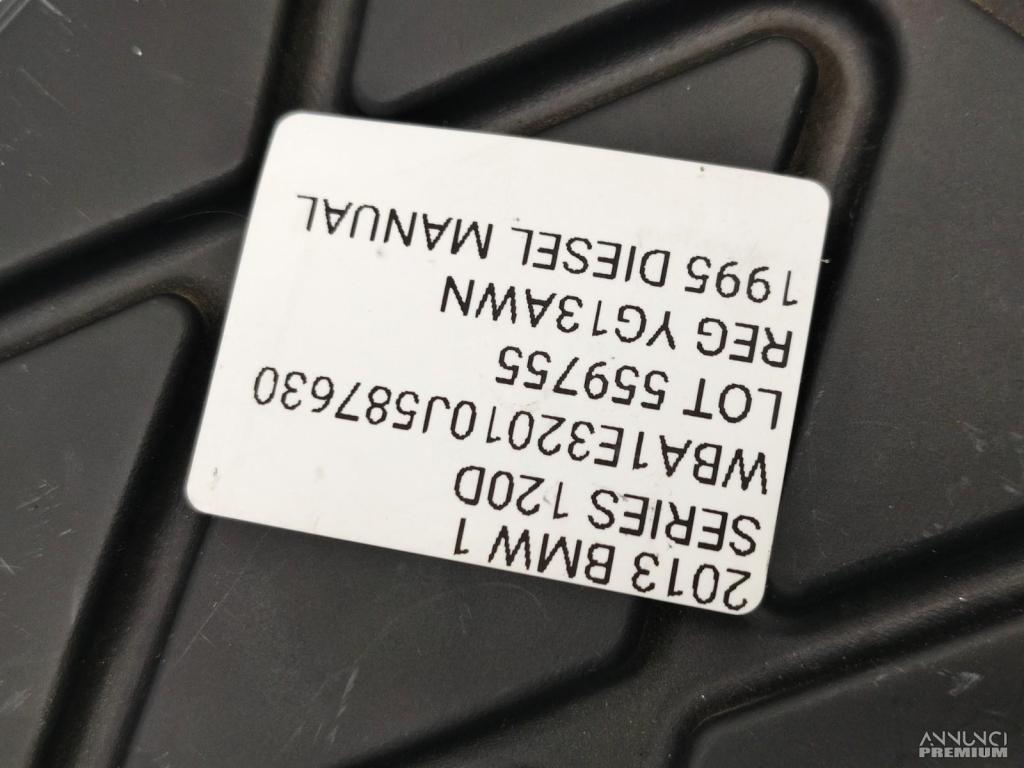 2013 BMW 1
SERIES 120D
WBA1E32010J587630
LOT 559755
REG YG13AWN
1995 DIESEL MANUAL
ANNUNCI
PREMIUM